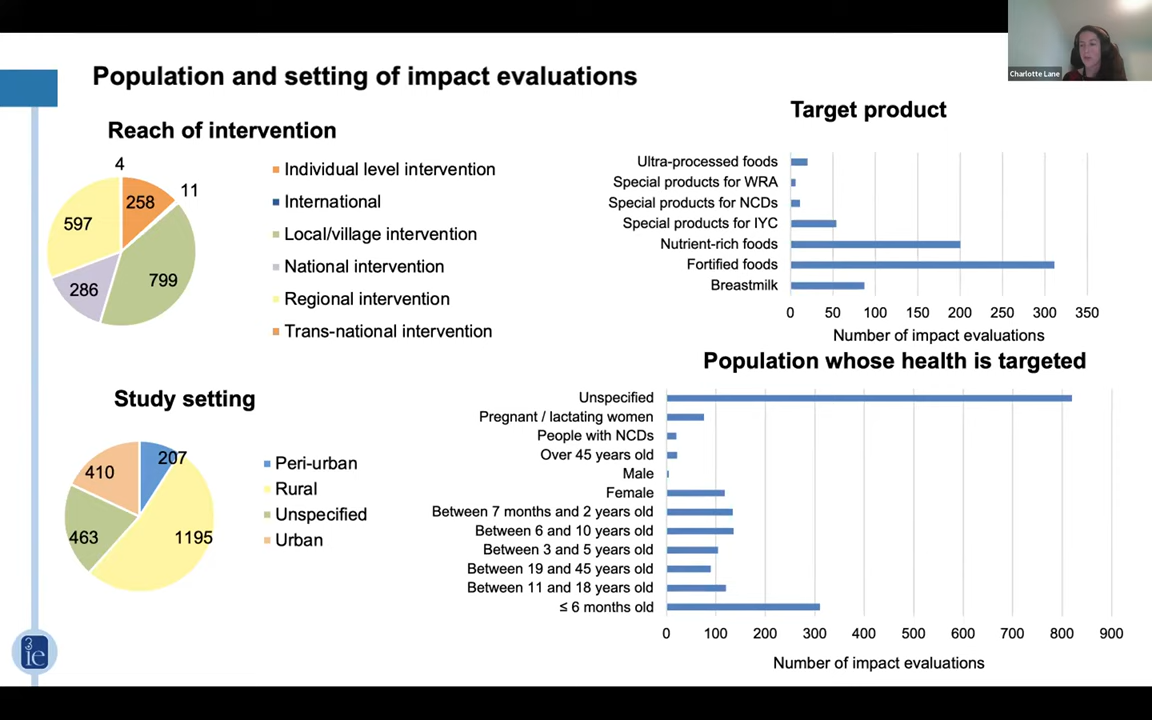 Charlotte Lane
Population and setting of impact evaluations
Reach of intervention
4
258
11
597
799
286
Individual level intervention
International
Local/village intervention
National intervention
Regional intervention
Trans-national intervention
Target product
Ultra-processed foods
Special products for WRA
Special products for NCDs
Special products for IYC
Nutrient-rich foods
Fortified foods
Breastmilk
0 50 100 150 200 250 300 350
Number of impact evaluations
Study setting
207
410
463
1195
Peri-urban
Rural
Unspecified
Urban
Population whose health is targeted
Unspecified
Pregnant / lactating women
People with NCDs
Over 45 years old
Male
Female
Between 7 months and 2 years old
Between 6 and 10 years old
Between 3 and 5 years old
Between 19 and 45 years old
Between 11 and 18 years old
≤ 6 months old
0 100 200 300 400 500 600 700 800 900
Number of impact evaluations
3ie